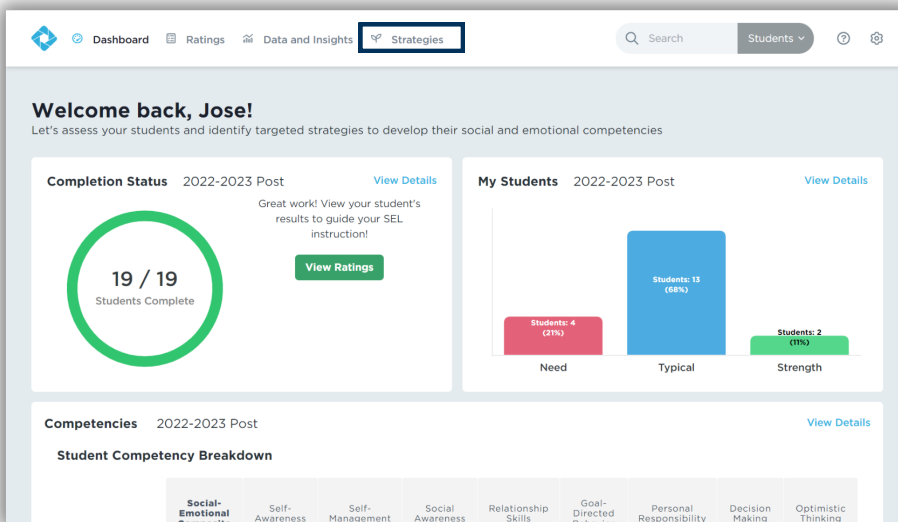 Dashboard Ratings Data and Insights Strategies Search Students
Welcome back, Jose!
Let's assess your students and identify targeted strategies to develop their social and emotional competencies
Completion Status 2022-2023 Post View Details
Great work! View your student's
results to guide your SEL
instruction!
View Ratings
19 / 19
Students Complete
My Students 2022-2023 Post View Details
Students: 13
(68%)
Students: 4
(21%)
Students: 2
(11%)
Need Typical Strength
Competencies 2022-2023 Post View Details
Student Competency Breakdown
Social-
Emotional
Composite
Self-
Awareness
Self-
Management
Social
Awareness
Relationship
Skills
Goal-
Directed
Behavior
Personal
Responsibility
Decision
Making
Optimistic
Thinking